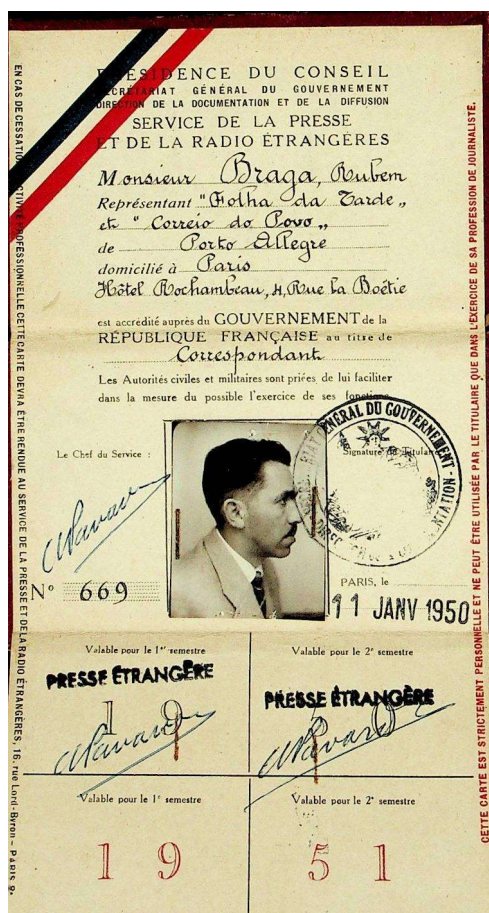 PRÉSIDENCE DU CONSEIL
SECRÉTARIAT GÉNÉRAL DU GOUVERNEMENT
DIRECTION DE LA DOCUMENTATION ET DE LA DIFFUSION
SERVICE DE LA PRESSE
ET DE LA RADIO ÉTRANGÈRES
Monsieur Braga, Rubem
Représentant "Folha da Tarde„
et "Correio do Povo„
de Porto Allegre
domicilié à Paris
Hôtel Rochambeau, 4, Rue La Boëtie
est accrédité auprès du GOUVERNEMENT de la
RÉPUBLIQUE FRANÇAISE au titre de
Correspondant
Les Autorités civiles et militaires sont priées de lui faciliter
dans la mesure du possible l'exercice de ses fonctions
Le Chef du Service :
Signature du Titulaire
GÉNÉRAL DU GOUVERNEMENT
N° 669
PARIS, le
11 JANV 1950
Valable pour le 1er semestre
Valable pour le 2e semestre
PRESSE ÉTRANGÈRE
PRESSE ÉTRANGÈRE
1 9
Valable pour le 1e semestre
Valable pour le 2e semestre
1 9
5 1
EN CAS DE CESSATION D'ACTIVITÉ PROFESSIONNELLE CETTE CARTE DEVRA ÊTRE RENDUE AU SERVICE DE LA PRESSE ET DE LA RADIO ÉTRANGÈRES, 16, rue Lord-Byron - PARIS 8e
CETTE CARTE EST STRICTEMENT PERSONNELLE ET NE PEUT ÊTRE UTILISÉE PAR LE TITULAIRE QUE DANS L'EXERCICE DE SA PROFESSION DE JOURNALISTE.